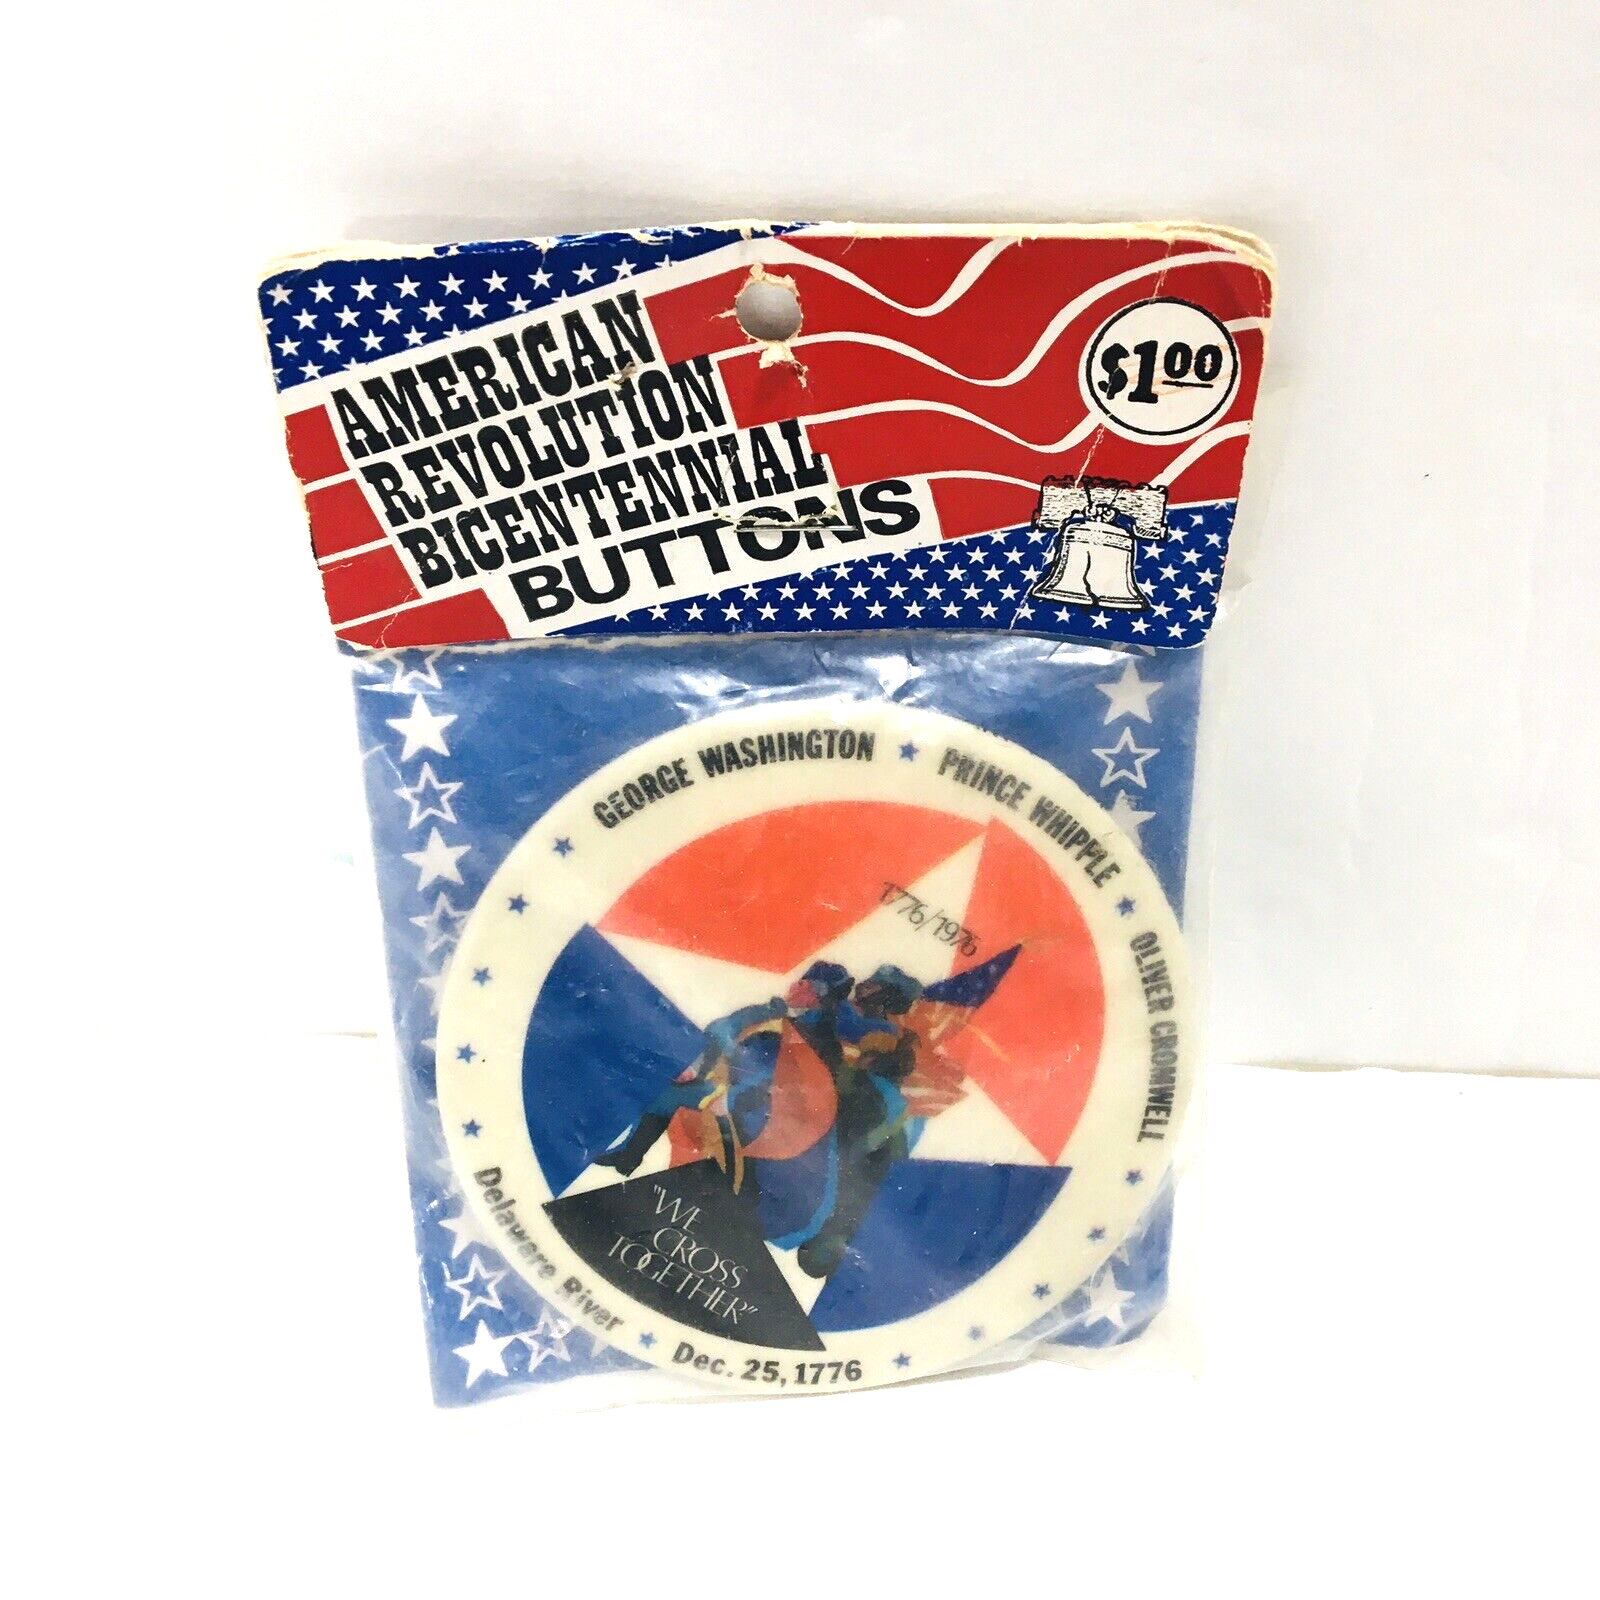 AMERICAN
REVOLUTION
BICENTENNIAL
BUTTONS
$1.00
GEORGE WASHINGTON ★ PRINCE WHIPPLE ★ OLIVER CROMWELL
1776/1976
"WE
CROSS
TOGETHER"
Delaware River ★ Dec. 25, 1776